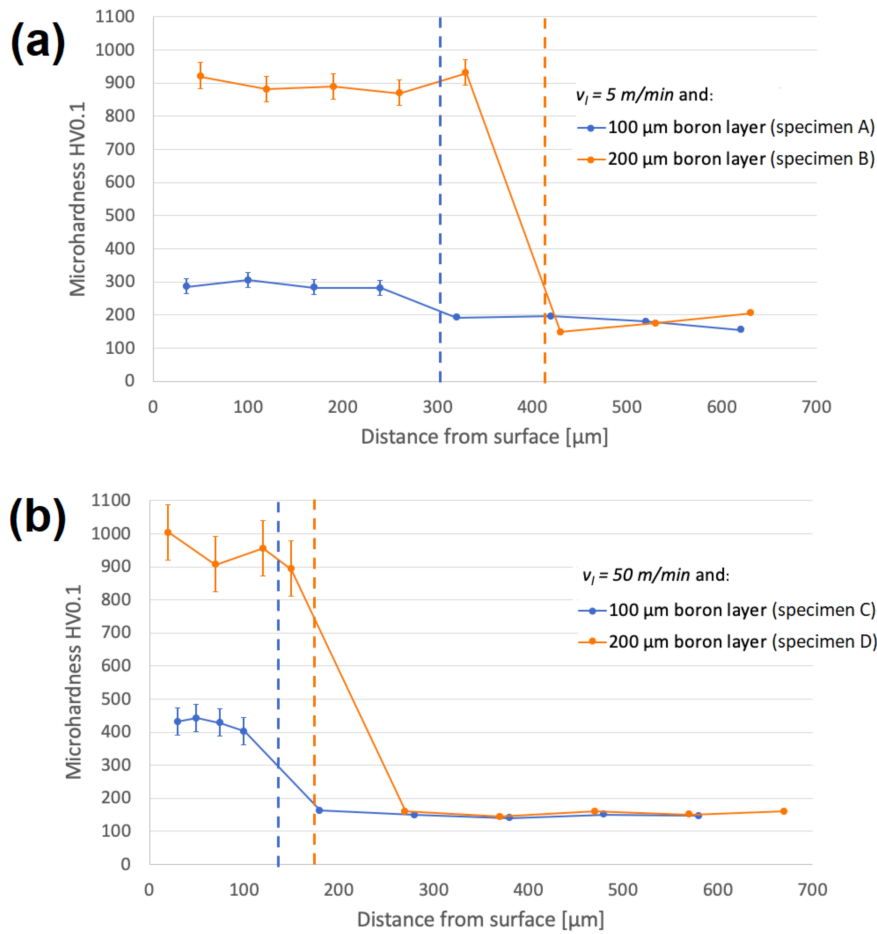 (a)
1100
1000
900
800
700
600
500
400
300
200
100
0
Microhardness HV0.1
0 100 200 300 400 500 600 700
Distance from surface [µm]
v_l = 5 m/min and:
100 µm boron layer (specimen A)
200 µm boron layer (specimen B)
(b)
1100
1000
900
800
700
600
500
400
300
200
100
0
Microhardness HV0.1
0 100 200 300 400 500 600 700
Distance from surface [µm]
v_l = 50 m/min and:
100 µm boron layer (specimen C)
200 µm boron layer (specimen D)